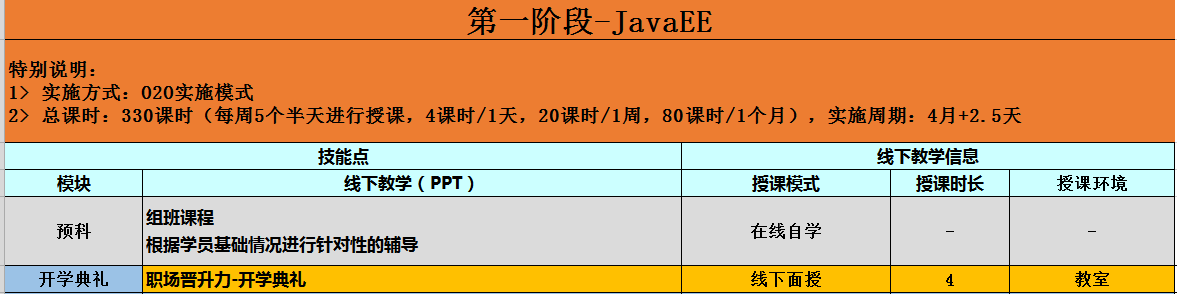 第一阶段-JavaEE
特别说明：
1> 实施方式：O2O实施模式
2> 总课时：330课时（每周5个半天进行授课，4课时/1天，20课时/1周，80课时/1个月），实施周期：4月+2.5天
技能点 线下教学信息
模块 线下教学（PPT） 授课模式 授课时长 授课环境
预科 组班课程
根据学员基础情况进行针对性的辅导 在线自学 - -
开学典礼 职场晋升力-开学典礼 线下面授 4 教室